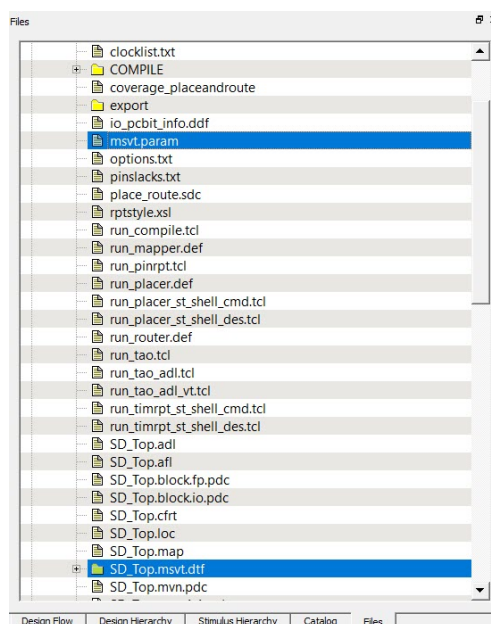 Files
clocklist.txt
COMPILE
coverage_placeandroute
export
io_pcbit_info.ddf
msvt.param
options.txt
pinslacks.txt
place_route.sdc
rptstyle.xsl
run_compile.tcl
run_mapper.def
run_pinrpt.tcl
run_placer.def
run_placer_st_shell_cmd.tcl
run_placer_st_shell_des.tcl
run_router.def
run_tao.tcl
run_tao_adl.tcl
run_tao_adl_vt.tcl
run_timrpt_st_shell_cmd.tcl
run_timrpt_st_shell_des.tcl
SD_Top.adl
SD_Top.afl
SD_Top.block.fp.pdc
SD_Top.block.io.pdc
SD_Top.cfrt
SD_Top.loc
SD_Top.map
SD_Top.msvt.dtf
SD_Top.mvn.pdc
Design Flow Design Hierarchy Stimulus Hierarchy Catalog Files